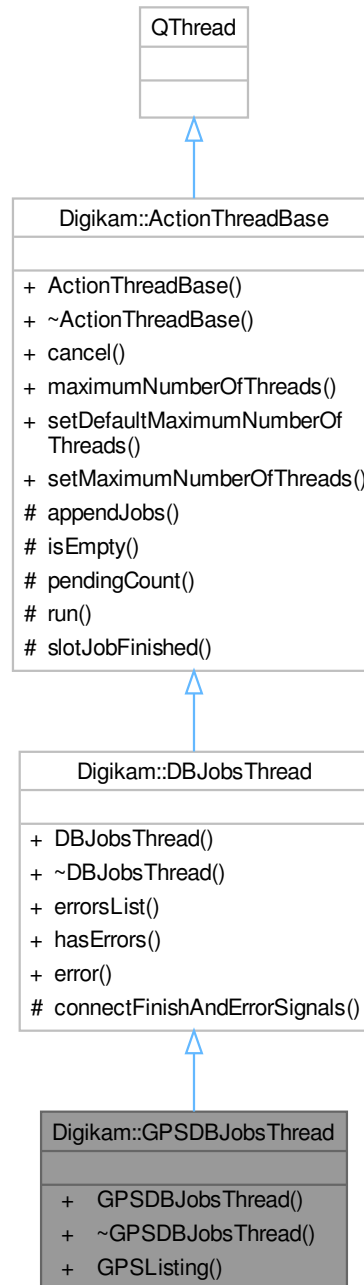 QThread
Digikam::ActionThreadBase
+ ActionThreadBase()
+ ~ActionThreadBase()
+ cancel()
+ maximumNumberOfThreads()
+ setDefaultMaximumNumberOf
Threads()
+ setMaximumNumberOfThreads()
# appendJobs()
# isEmpty()
# pendingCount()
# run()
# slotJobFinished()
Digikam::DBJobsThread
+ DBJobsThread()
+ ~DBJobsThread()
+ errorsList()
+ hasErrors()
+ error()
# connectFinishAndErrorSignals()
Digikam::GPSDBJobsThread
+ GPSDBJobsThread()
+ ~GPSDBJobsThread()
+ GPSListing()